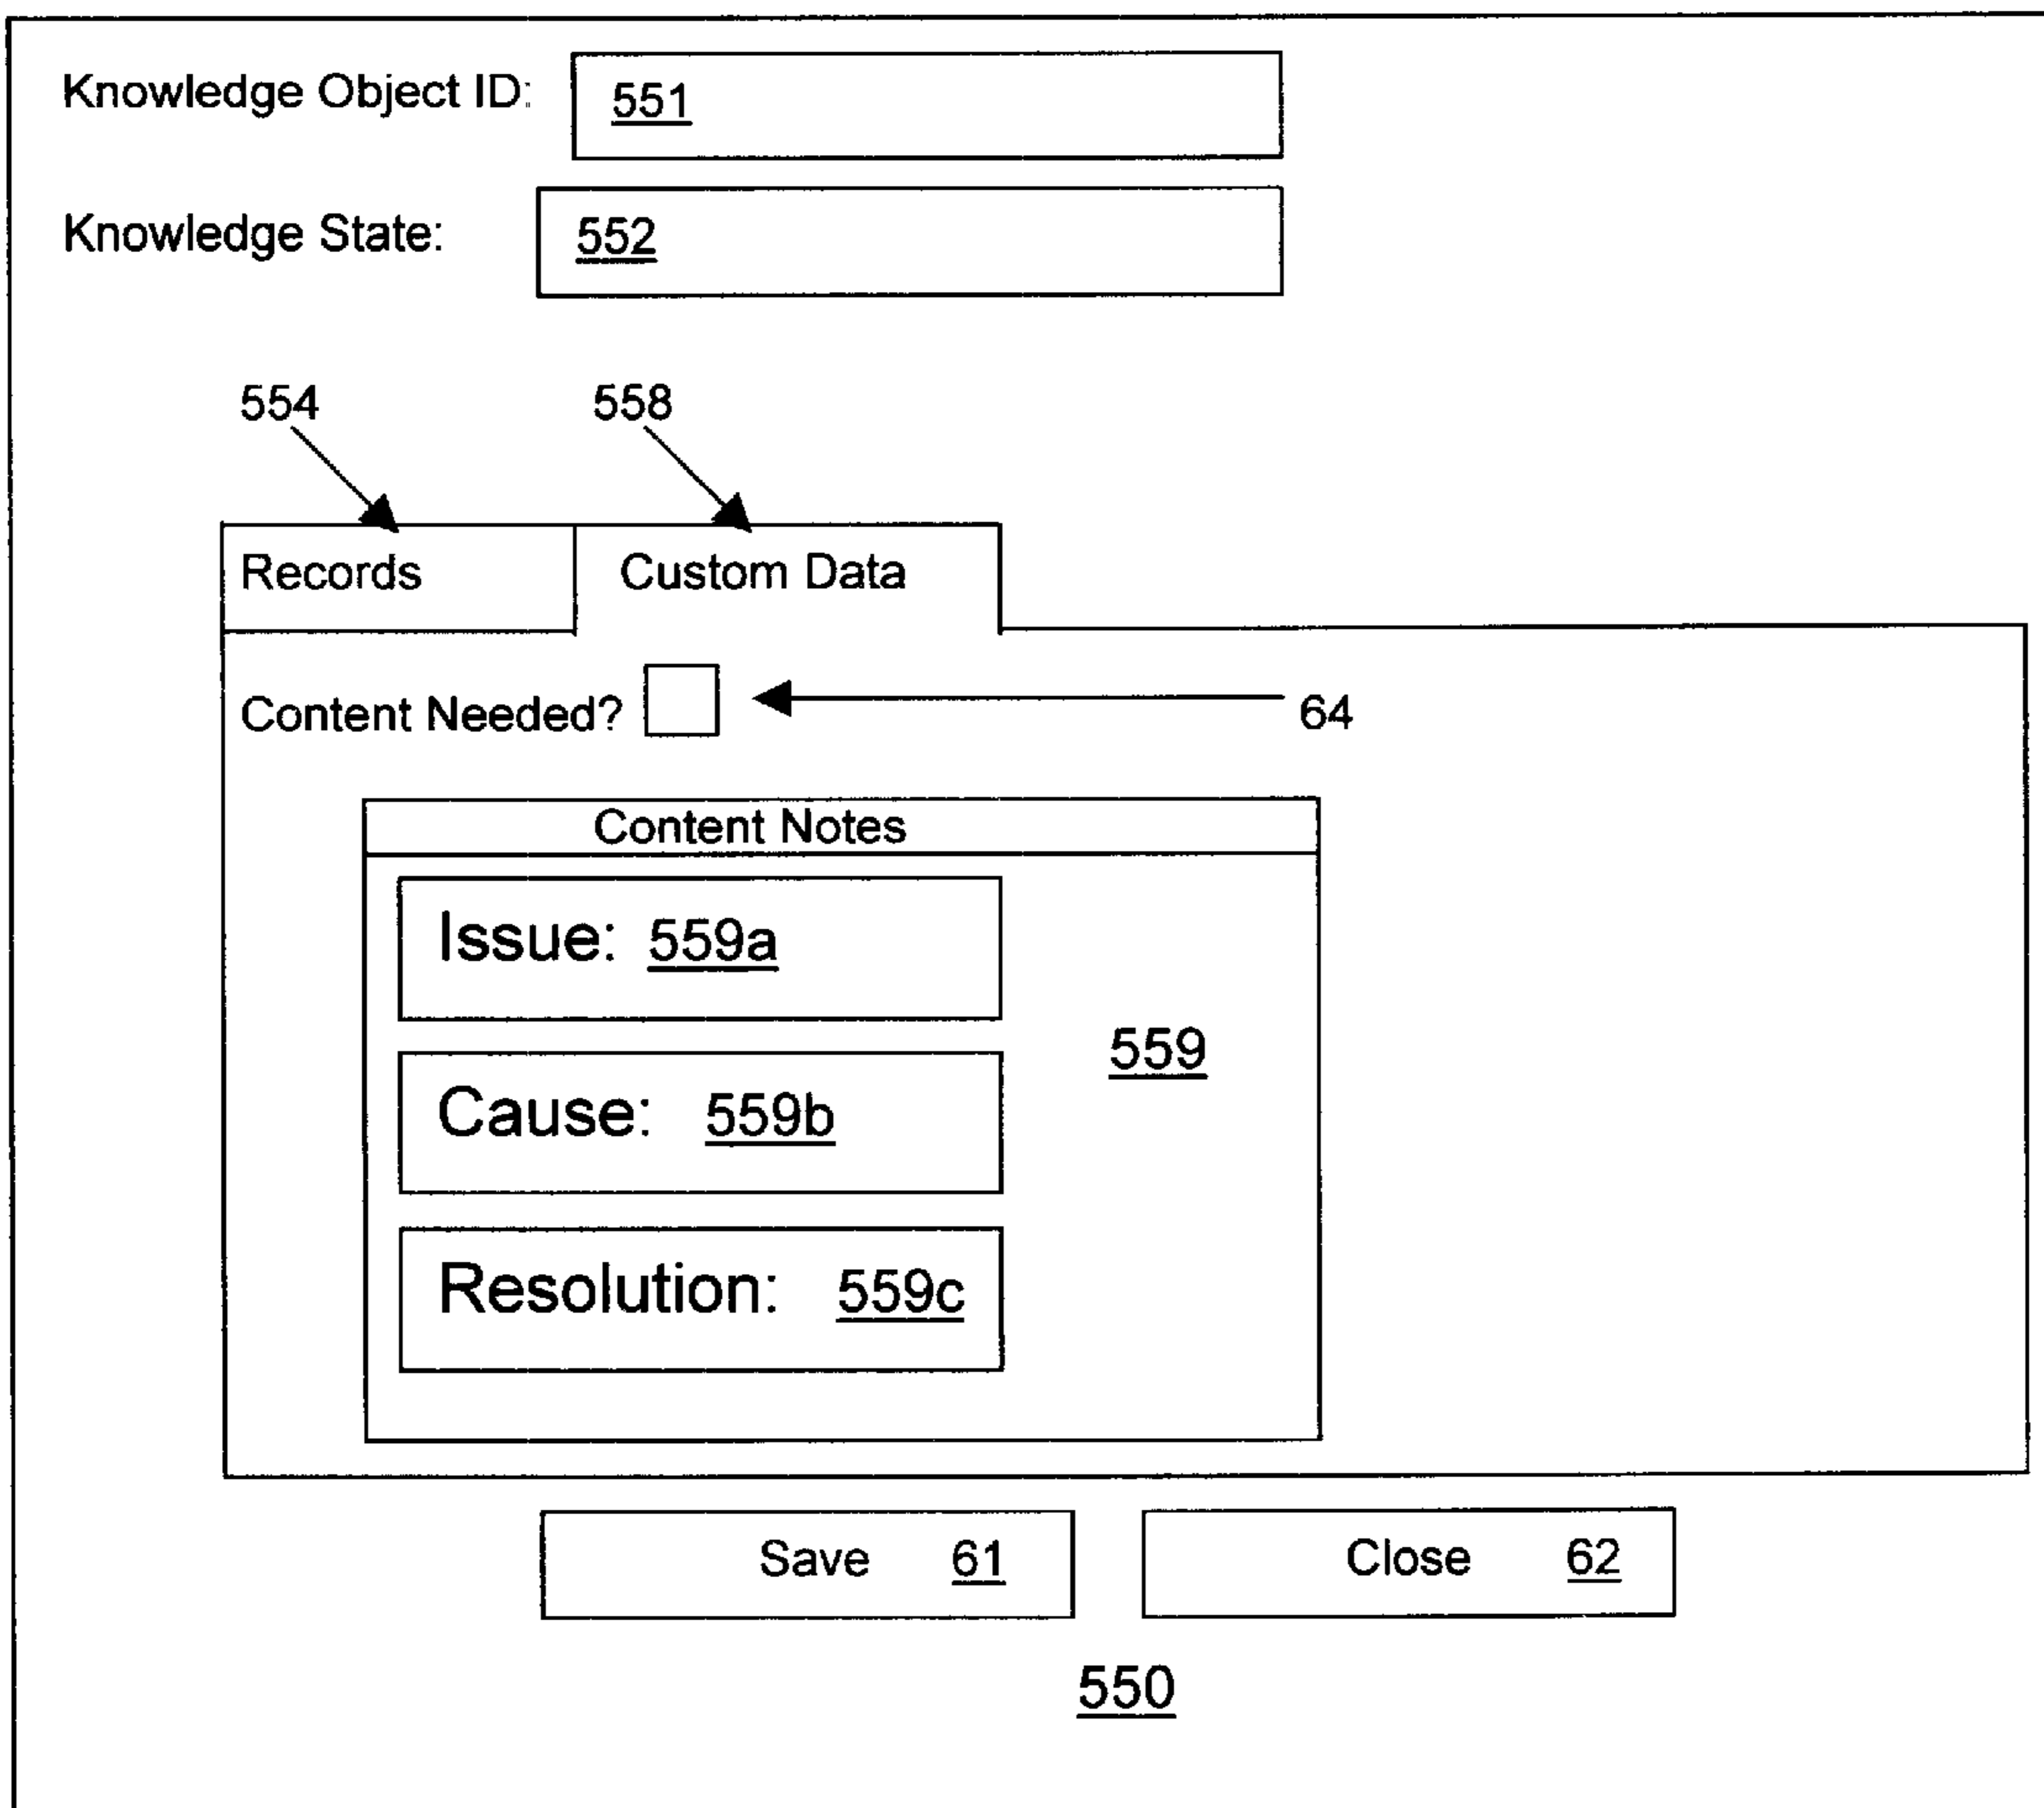 Knowledge Object ID: 551
Knowledge State: 552
554 558
Records Custom Data
Content Needed? 64
Content Notes
Issue: 559a
559
Cause: 559b
Resolution: 559c
Save 61 Close 62
550